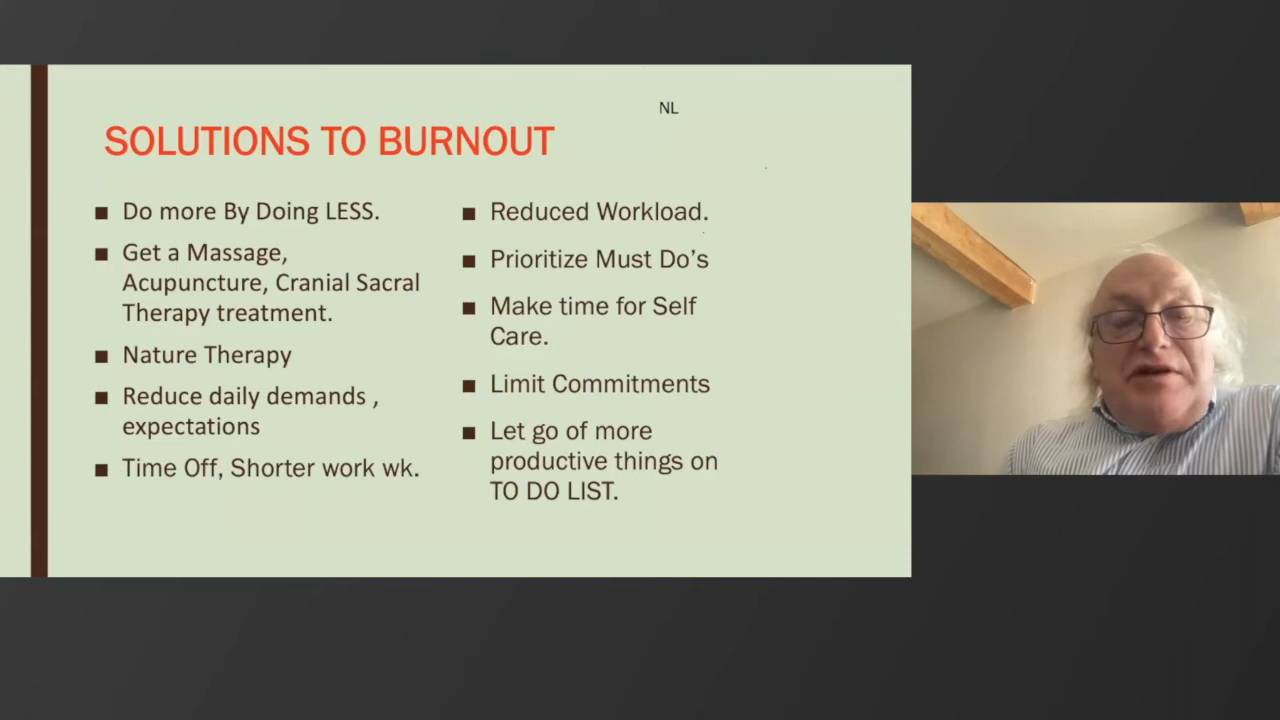 NL
SOLUTIONS TO BURNOUT
Do more By Doing LESS.
Get a Massage,
Acupuncture, Cranial Sacral
Therapy treatment.
Nature Therapy
Reduce daily demands ,
expectations
Time Off, Shorter work wk.
Reduced Workload.
Prioritize Must Do’s
Make time for Self
Care.
Limit Commitments
Let go of more
productive things on
TO DO LIST.